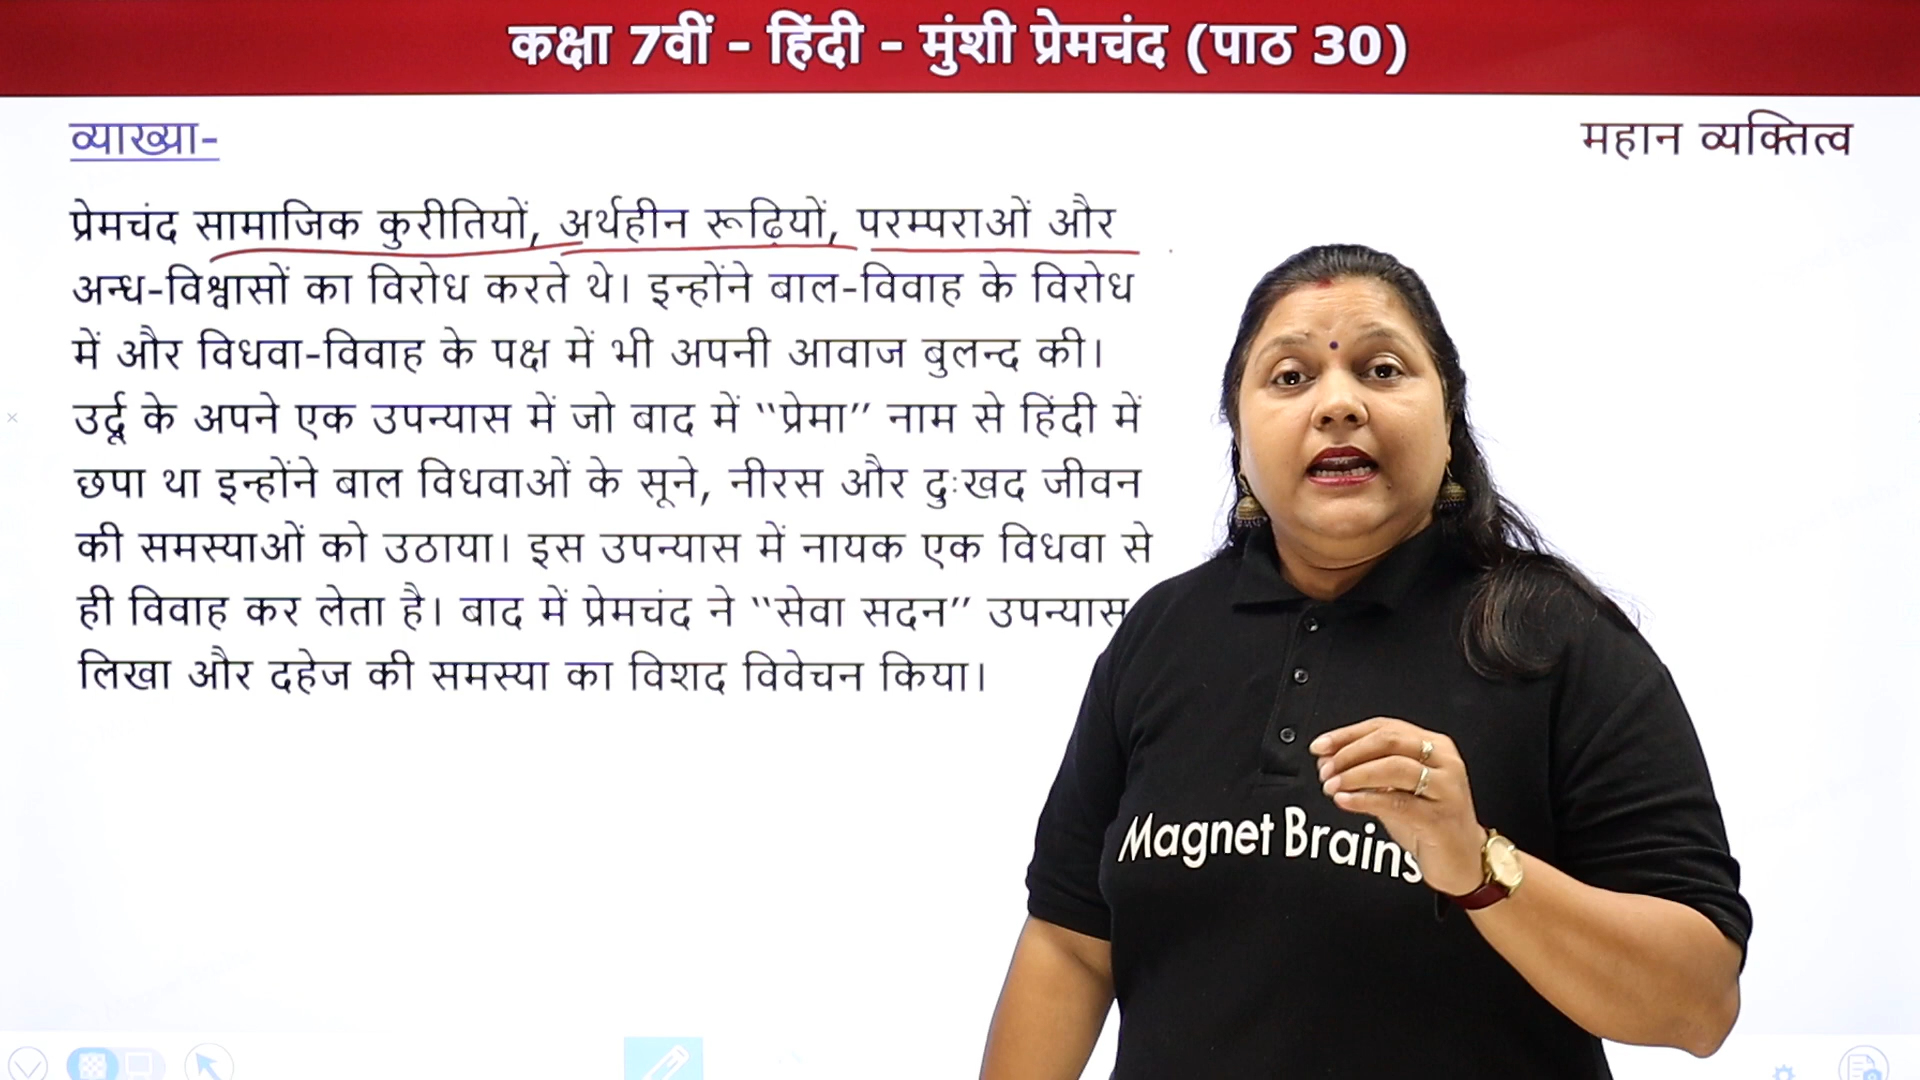 कक्षा 7वीं - हिंदी - मुंशी प्रेमचंद (पाठ 30)
व्याख्या-
महान व्यक्तित्व
प्रेमचंद सामाजिक कुरीतियों, अर्थहीन रूढ़ियों, परम्पराओं और
अन्ध-विश्वासों का विरोध करते थे। इन्होंने बाल-विवाह के विरोध
में और विधवा-विवाह के पक्ष में भी अपनी आवाज बुलन्द की।
उर्दू के अपने एक उपन्यास में जो बाद में "प्रेमा" नाम से हिंदी में
छपा था इन्होंने बाल विधवाओं के सूने, नीरस और दुःखद जीवन
की समस्याओं को उठाया। इस उपन्यास में नायक एक विधवा से
ही विवाह कर लेता है। बाद में प्रेमचंद ने "सेवा सदन" उपन्यास
लिखा और दहेज की समस्या का विशद विवेचन किया।
Magnet Brains